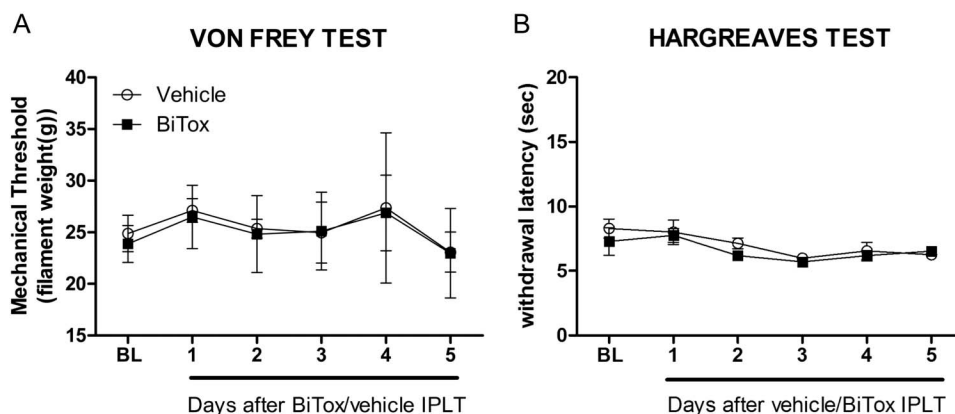 A
VON FREY TEST
Mechanical Threshold
(filament weight(g))
40
35
30
25
20
15
Vehicle
BiTox
BL 1 2 3 4 5
Days after BiTox/vehicle IPLT
B
HARGREAVES TEST
withdrawal latency (sec)
20
15
10
5
0
BL 1 2 3 4 5
Days after vehicle/BiTox IPLT